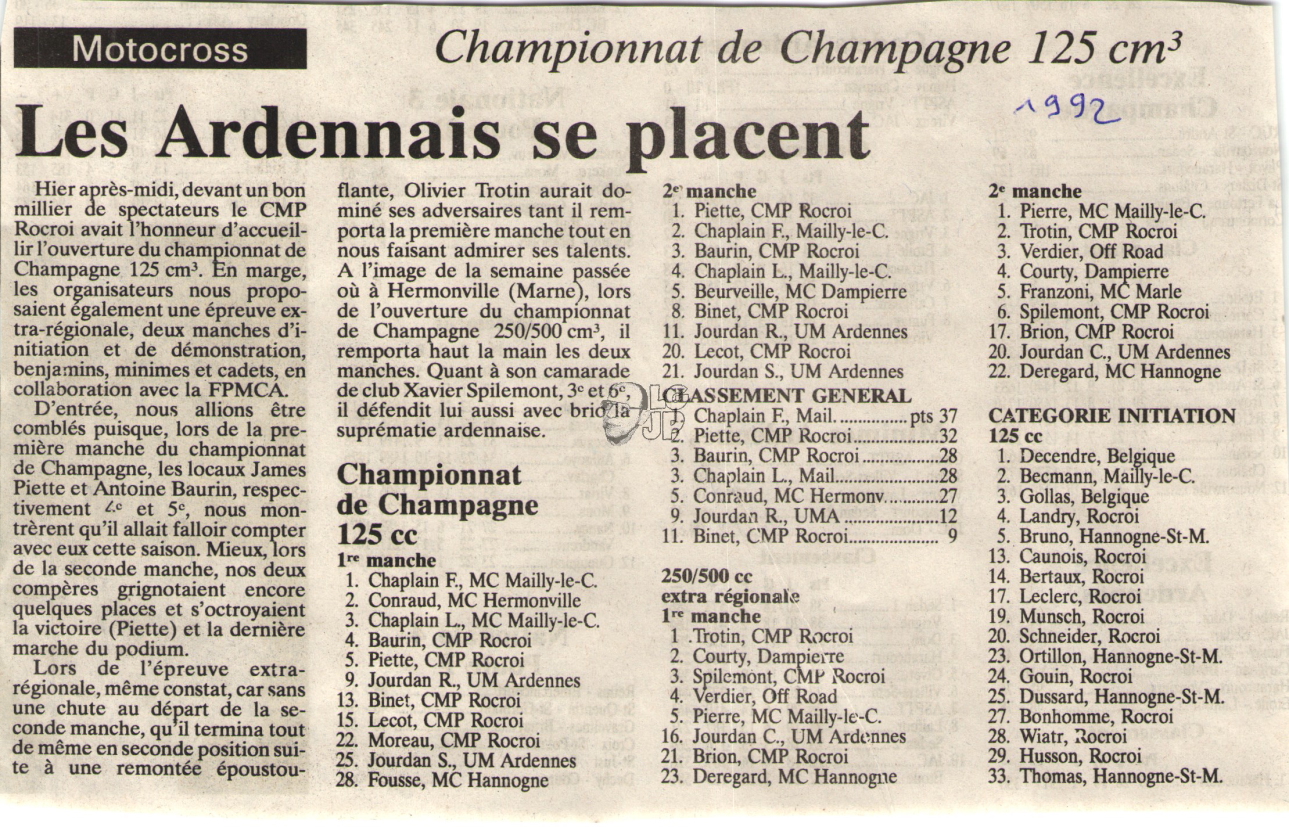 Motocross
Championnat de Champagne 125 cm³
1992
Les Ardennais se placent
Hier après-midi, devant un bon
millier de spectateurs le CMP
Rocroi avait l'honneur d'accueil-
lir l'ouverture du championnat de
Champagne 125 cm³. En marge,
les organisateurs nous propo-
saient également une épreuve ex-
tra-régionale, deux manches d'i-
nitiation et de démonstration,
benjamins, minimes et cadets, en
collaboration avec la FPMCA.
D'entrée, nous allions être
comblés puisque, lors de la pre-
mière manche du championnat
de Champagne, les locaux James
Piette et Antoine Baurin, respec-
tivement 4e et 5e, nous mon-
trèrent qu'il allait falloir compter
avec eux cette saison. Mieux, lors
de la seconde manche, nos deux
compères grignotaient encore
quelques places et s'octroyaient
la victoire (Piette) et la dernière
marche du podium.
Lors de l'épreuve extra-
régionale, même constat, car sans
une chute au départ de la se-
conde manche, qu'il termina tout
de même en seconde position sui-
te à une remontée époustou-
flante, Olivier Trotin aurait do-
miné ses adversaires tant il rem-
porta la première manche tout en
nous faisant admirer ses talents.
A l'image de la semaine passée
où à Hermonville (Marne), lors
de l'ouverture du championnat
de Champagne 250/500 cm³, il
remporta haut la main les deux
manches. Quant à son camarade
de club Xavier Spilemont, 3e et 6e,
il défendit lui aussi avec brio la
suprématie ardennaise.
Championnat
de Champagne
125 cc
1re manche
1. Chaplain F., MC Mailly-le-C.
2. Conraud, MC Hermonville
3. Chaplain L., MC Mailly-le-C.
4. Baurin, CMP Rocroi
5. Piette, CMP Rocroi
9. Jourdan R., UM Ardennes
13. Binet, CMP Rocroi
15. Lecot, CMP Rocroi
22. Moreau, CMP Rocroi
25. Jourdan S., UM Ardennes
28. Fousse, MC Hannogne
2e manche
1. Piette, CMP Rocroi
2. Chaplain F., Mailly-le-C.
3. Baurin, CMP Rocroi
4. Chaplain L., Mailly-le-C.
5. Beurveille, MC Dampierre
8. Binet, CMP Rocroi
11. Jourdan R., UM Ardennes
20. Lecot, CMP Rocroi
21. Jourdan S., UM Ardennes
CLASSEMENT GENERAL
Chaplain F., Mail...............pts 37
2. Piette, CMP Rocroi.............32
3. Baurin, CMP Rocroi............28
3. Chaplain L., Mail...............28
5. Conraud, MC Hermonv........27
9. Jourdan R., UMA..............12
11. Binet, CMP Rocroi............. 9
250/500 cc
extra régionale
1re manche
1 .Trotin, CMP Rocroi
2. Courty, Dampierre
3. Spilemont, CMP Rocroi
4. Verdier, Off Road
5. Pierre, MC Mailly-le-C.
16. Jourdan C., UM Ardennes
21. Brion, CMP Rocroi
23. Deregard, MC Hannogne
2e manche
1. Pierre, MC Mailly-le-C.
2. Trotin, CMP Rocroi
3. Verdier, Off Road
4. Courty, Dampierre
5. Franzoni, MC Marle
6. Spilemont, CMP Rocroi
17. Brion, CMP Rocroi
20. Jourdan C., UM Ardennes
22. Deregard, MC Hannogne
CATEGORIE INITIATION
125 cc
1. Decendre, Belgique
2. Becmann, Mailly-le-C.
3. Gollas, Belgique
4. Landry, Rocroi
5. Bruno, Hannogne-St-M.
13. Caunois, Rocroi
14. Bertaux, Rocroi
17. Leclerc, Rocroi
19. Munsch, Rocroi
20. Schneider, Rocroi
23. Ortillon, Hannogne-St-M.
24. Gouin, Rocroi
25. Dussard, Hannogne-St-M.
27. Bonhomme, Rocroi
28. Wiatr, Rocroi
29. Husson, Rocroi
33. Thomas, Hannogne-St-M.